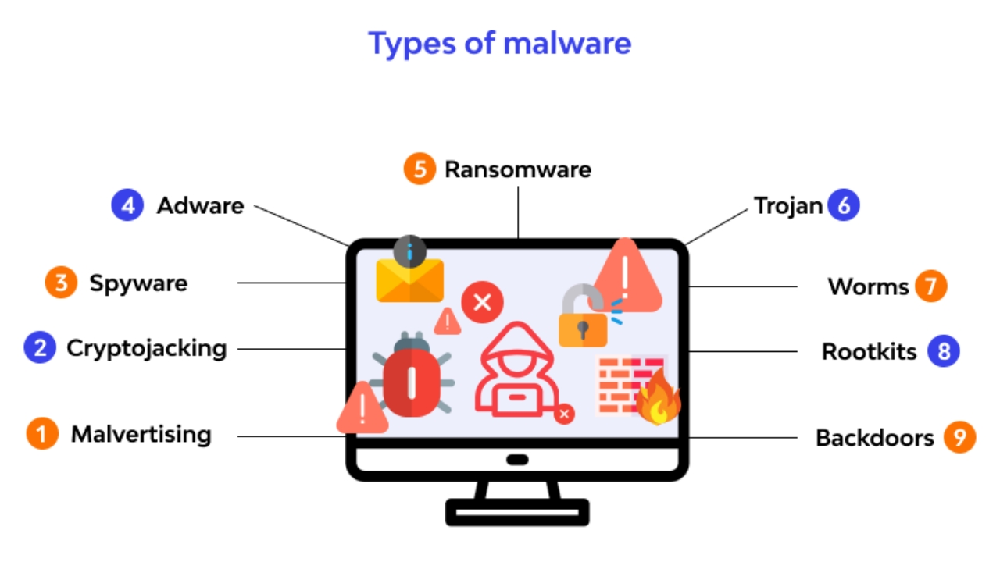 Types of malware
5 Ransomware
4 Adware
Trojan 6
3 Spyware
Worms 7
2 Cryptojacking
Rootkits 8
1 Malvertising
Backdoors 9